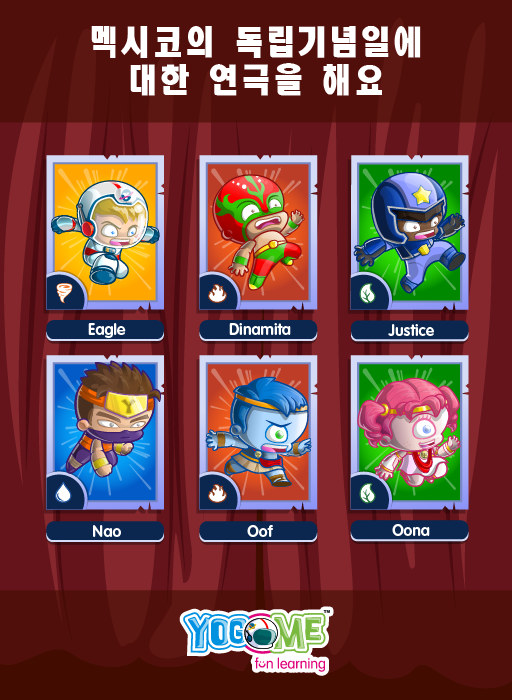 멕시코의 독립기념일에
대한 연극을 해요
Eagle
Dinamita
Justice
Nao
Oof
Oona
YOGOME™
fun learning